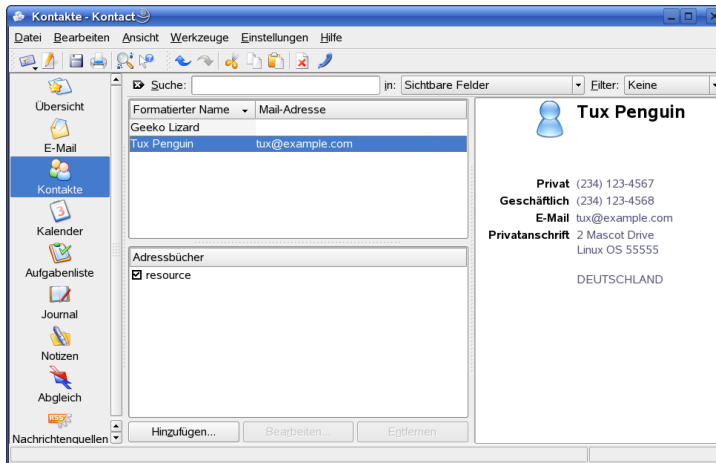 Kontakte - Kontact
Datei Bearbeiten Ansicht Werkzeuge Einstellungen Hilfe
Übersicht
E-Mail
Kontakte
3
Kalender
Aufgabenliste
Journal
Notizen
Abgleich
Nachrichtenquellen
Suche: in: Sichtbare Felder Filter: Keine
Formatierter Name Mail-Adresse
Geeko Lizard
Tux Penguin tux@example.com
Adressbücher
resource
Hinzufügen... Bearbeiten... Entfernen
Tux Penguin
Privat (234) 123-4567
Geschäftlich (234) 123-4568
E-Mail tux@example.com
Privatanschrift 2 Mascot Drive
Linux OS 55555
DEUTSCHLAND